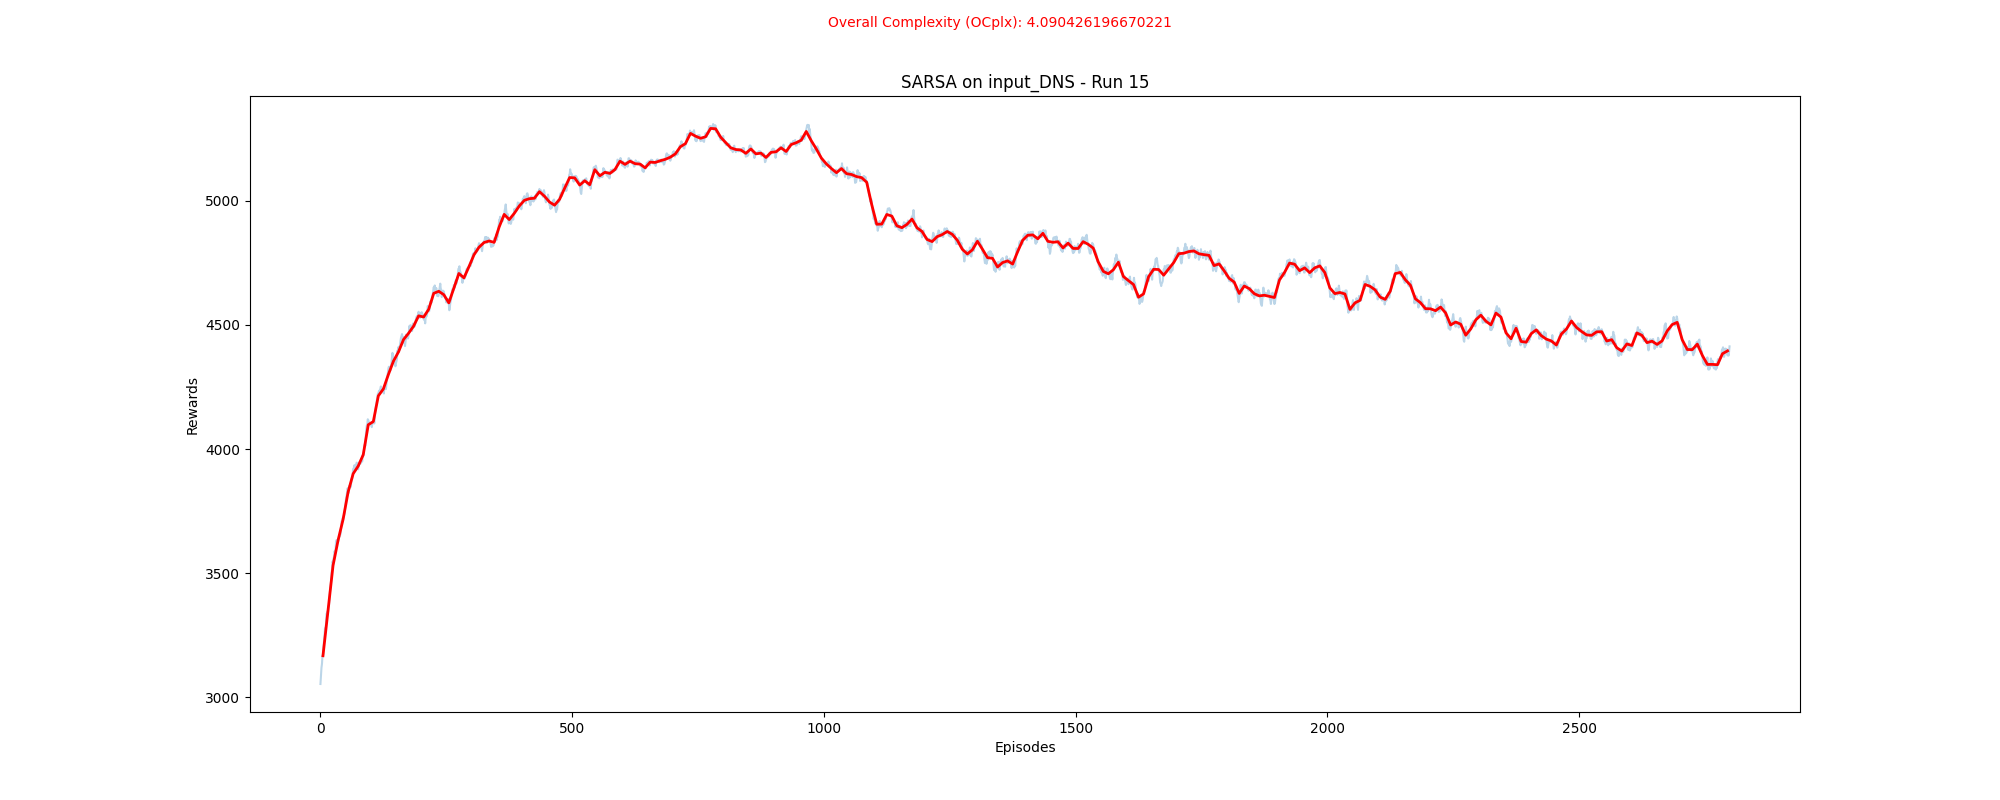 Overall Complexity (OCplx): 4.090426196670221
SARSA on input_DNS - Run 15
Rewards
5000
4500
4000
3500
3000
0 500 1000 1500 2000 2500
Episodes